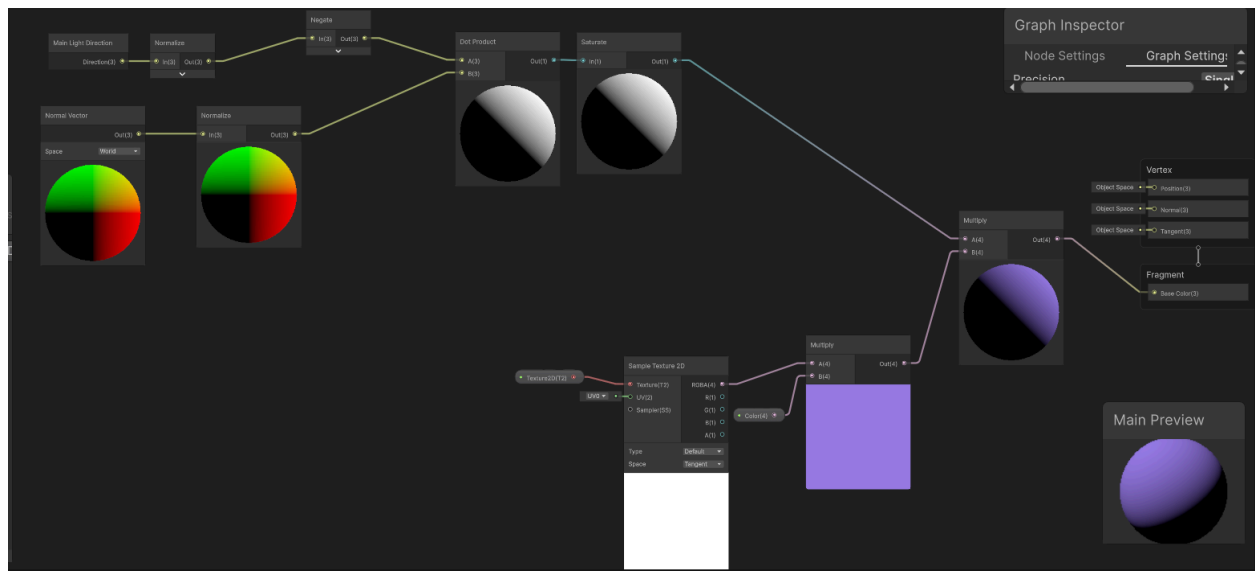 Main Light Direction
Direction(3)
Normalize
In(3) Out(3)
Negate
In(3) Out(3)
Dot Product
A(3) Out(1)
B(3)
Saturate
In(1) Out(1)
Normal Vector
Out(3)
Space World
Normalize
In(3) Out(3)
Graph Inspector
Node Settings Graph Settings
Precision Singl
Vertex
Object Space Position(3)
Object Space Normal(3)
Object Space Tangent(3)
Fragment
Base Color(3)
Multiply
A(4) Out(4)
B(4)
Multiply
A(4) Out(4)
B(4)
Texture2D(T2)
Sample Texture 2D
Texture(T2) RGBA(4)
UV0 UV(2) R(1)
Sampler(SS) G(1)
B(1)
A(1)
Type Default
Space Tangent
Color(4)
Main Preview